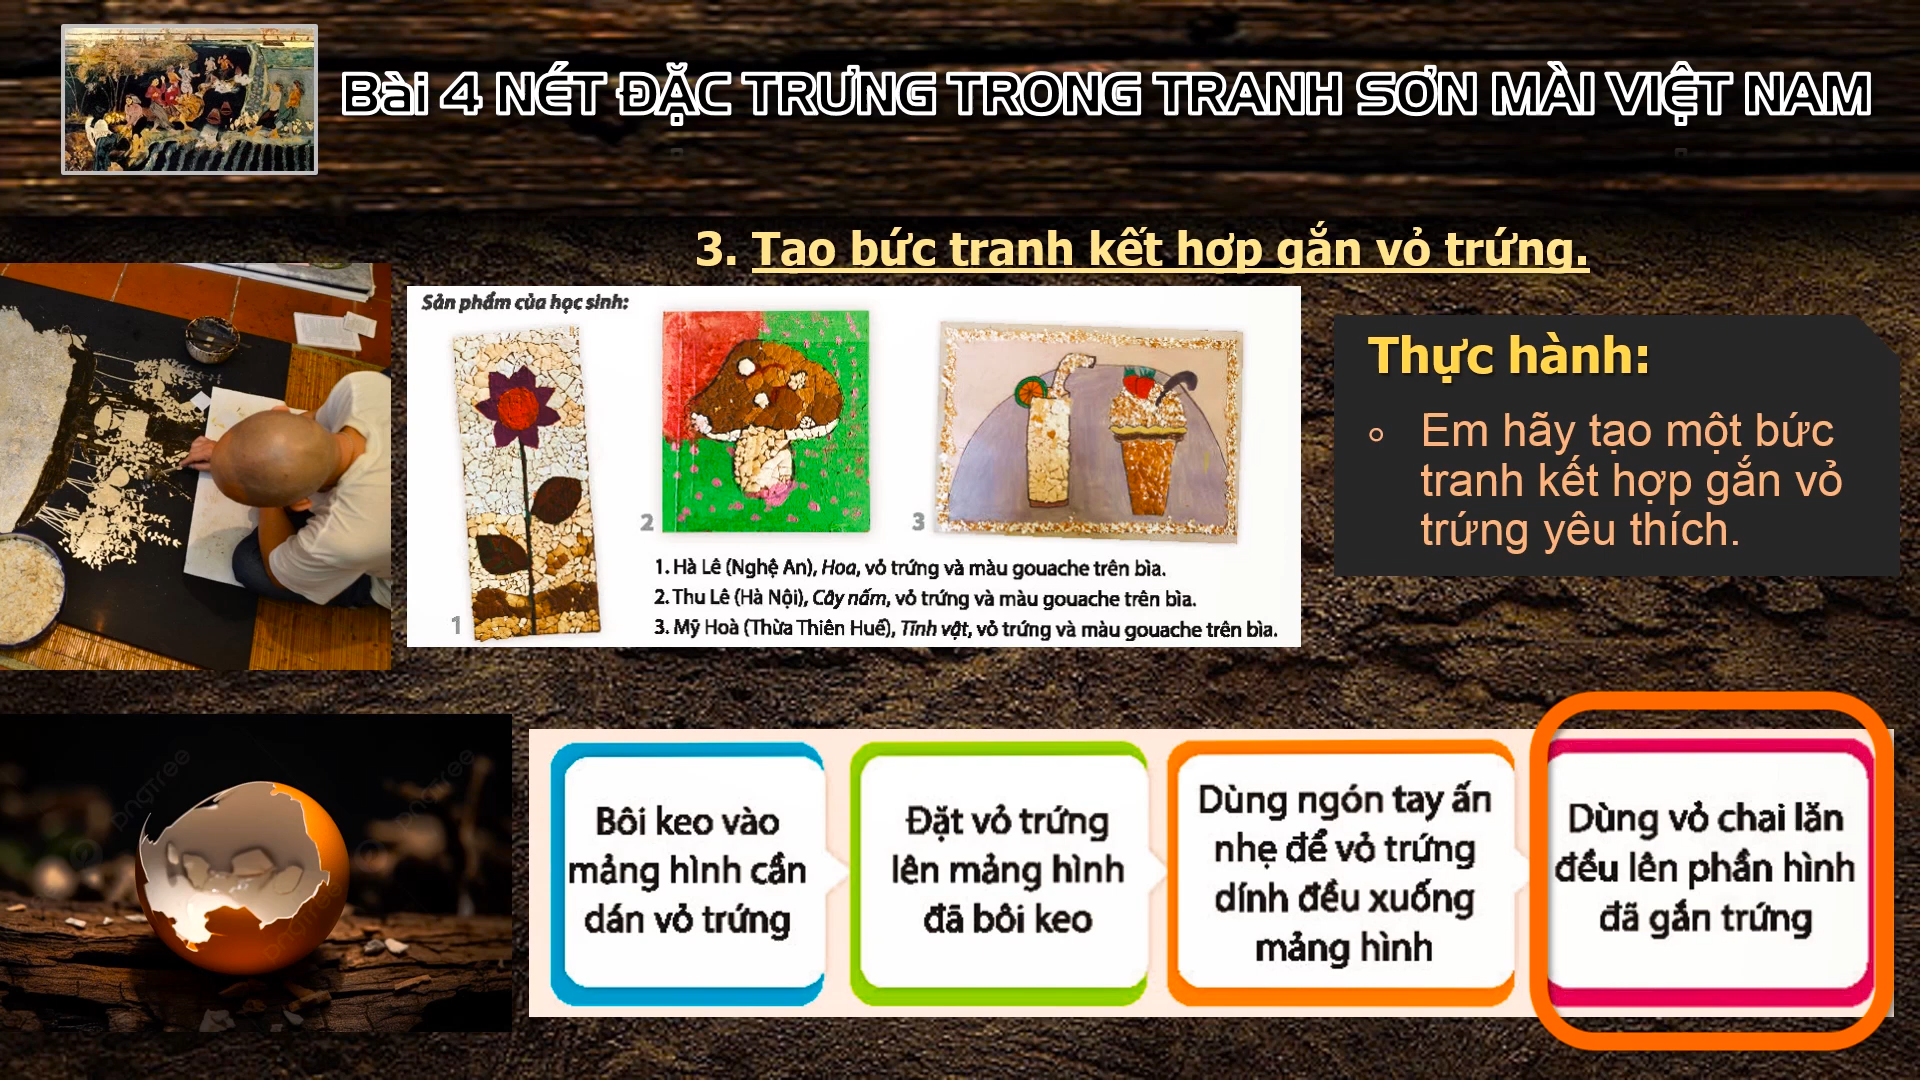 Bài 4 NÉT ĐẶC TRƯNG TRONG TRANH SƠN MÀI VIỆT NAM
3. Tạo bức tranh kết hợp gắn vỏ trứng.
Sản phẩm của học sinh:
1
2
3
1. Hà Lê (Nghệ An), Hoa, vỏ trứng và màu gouache trên bìa.
2. Thu Lê (Hà Nội), Cây nấm, vỏ trứng và màu gouache trên bìa.
3. Mỹ Hoà (Thừa Thiên Huế), Tĩnh vật, vỏ trứng và màu gouache trên bìa.
Thực hành:
Em hãy tạo một bức
tranh kết hợp gắn vỏ
trứng yêu thích.
Bôi keo vào
mảng hình cần
dán vỏ trứng
Đặt vỏ trứng
lên mảng hình
đã bôi keo
Dùng ngón tay ấn
nhẹ để vỏ trứng
dính đều xuống
mảng hình
Dùng vỏ chai lăn
đều lên phần hình
đã gắn trứng
pngtree
pngtree
pngtree